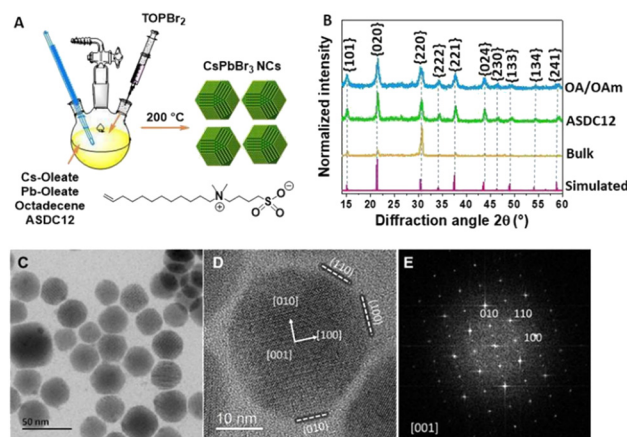 A
TOPBr₂
CsPbBr₃ NCs
200 °C
Cs-Oleate
Pb-Oleate
Octadecene
ASDC12
N
+
S
O
O
O⁻
B
Normalized intensity
{101}
{020}
{220}
{222}
{221}
{024}
{230}
{133}
{134}
{241}
OA/OAm
ASDC12
Bulk
Simulated
15 20 25 30 35 40 45 50 55 60
Diffraction angle 2θ (°)
C
50 nm
D
(110)
(100)
[010]
[100]
[001]
(010)
10 nm
E
010
110
100
[001]